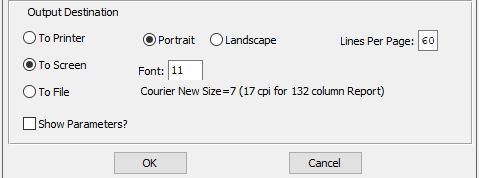 Output Destination
To Printer
Portrait Landscape Lines Per Page: 60
To Screen
Font: 11
To File
Courier New Size=7 (17 cpi for 132 column Report)
Show Parameters?
OK Cancel